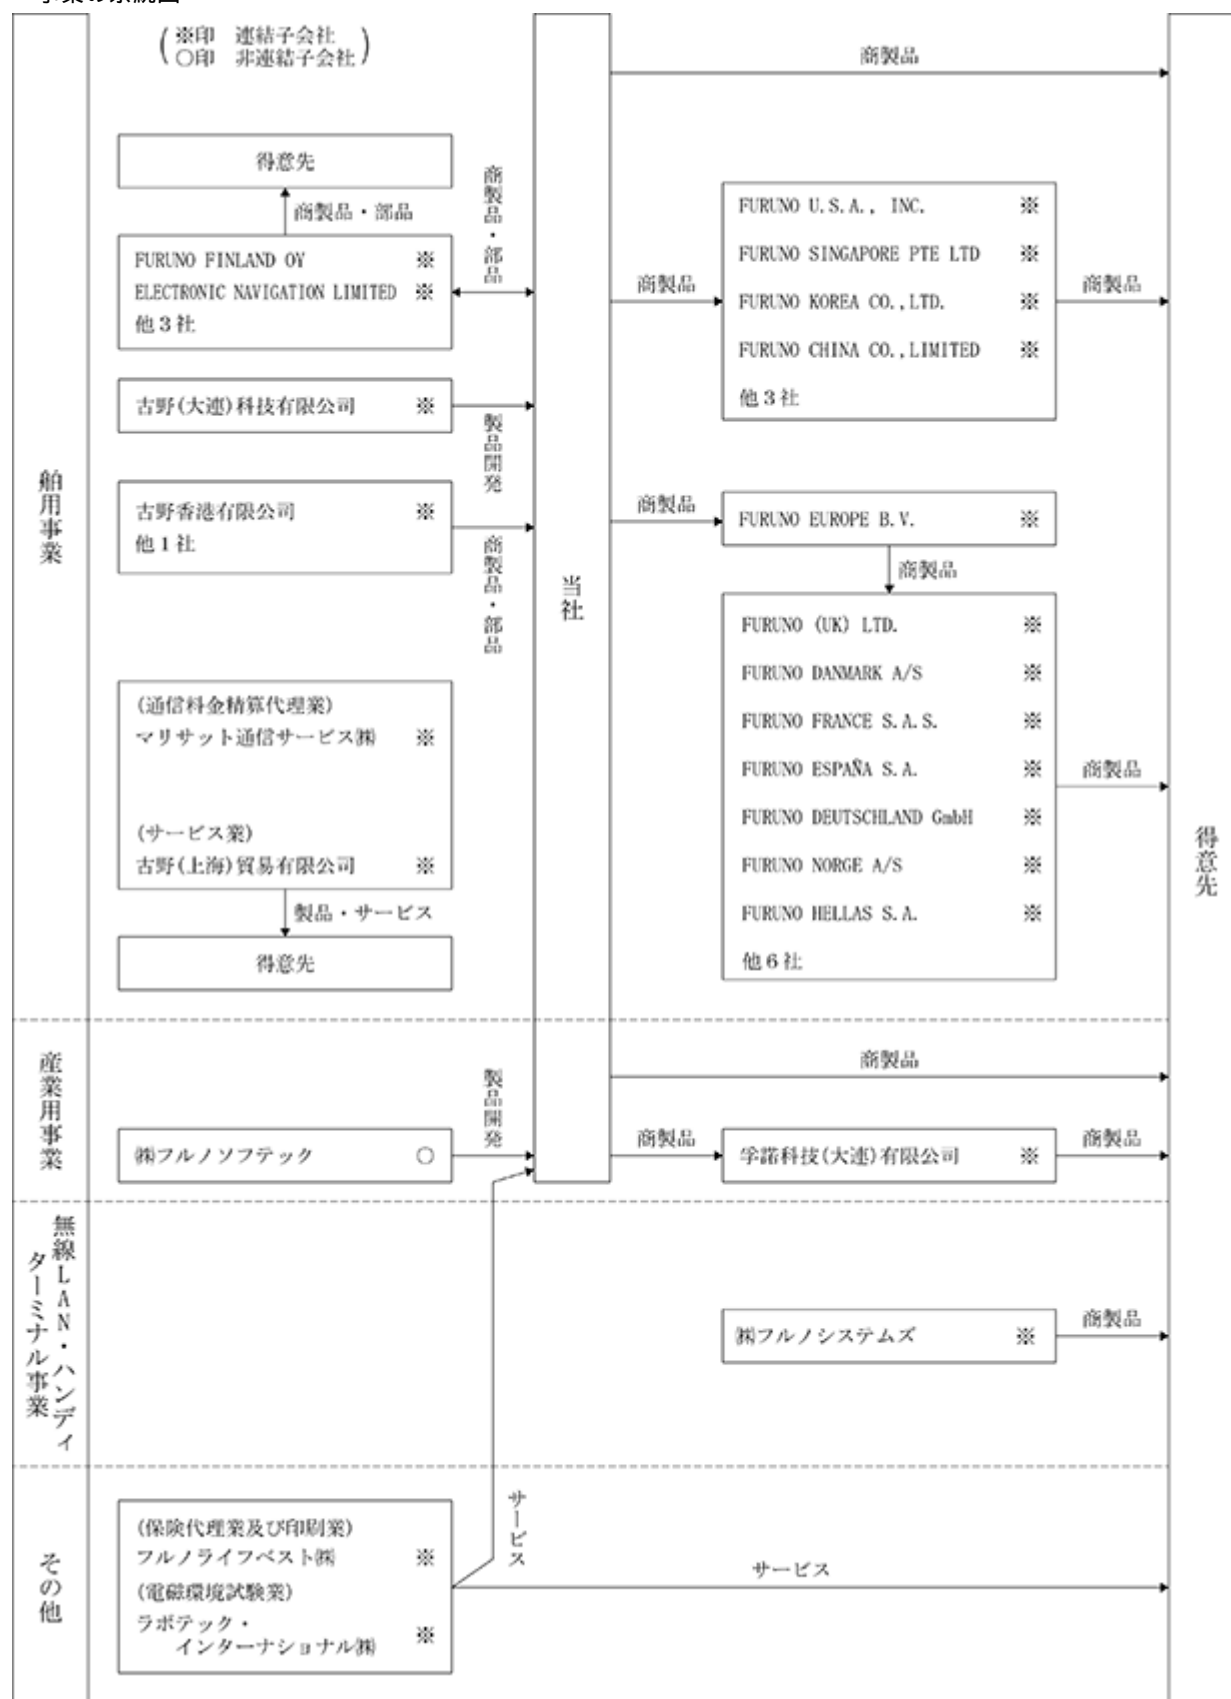 事業の系統図
※印 連結子会社
○印 非連結子会社
商製品
舶用事業
得意先
商製品・部品
FURUNO FINLAND OY ※
ELECTRONIC NAVIGATION LIMITED ※
他3社
商製品・部品
古野(大連)科技有限公司 ※
製品開発
古野香港有限公司 ※
他1社
商製品・部品
(通信料金精算代理業)
マリサット通信サービス㈱ ※
(サービス業)
古野(上海)貿易有限公司 ※
製品・サービス
得意先
当社
商製品
FURUNO U.S.A., INC. ※
FURUNO SINGAPORE PTE LTD ※
FURUNO KOREA CO.,LTD. ※
FURUNO CHINA CO.,LIMITED ※
他3社
商製品
商製品
FURUNO EUROPE B.V. ※
商製品
FURUNO (UK) LTD. ※
FURUNO DANMARK A/S ※
FURUNO FRANCE S.A.S. ※
FURUNO ESPAÑA S.A. ※
FURUNO DEUTSCHLAND GmbH ※
FURUNO NORGE A/S ※
FURUNO HELLAS S.A. ※
他6社
商製品
得意先
産業用事業
商製品
㈱フルノソフテック ○
製品開発
商製品
孚諾科技(大連)有限公司 ※
商製品
無線LAN・ハンディ
ターミナル事業
㈱フルノシステムズ ※
商製品
その他
(保険代理業及び印刷業)
フルノライフベスト㈱ ※
(電磁環境試験業)
ラボテック・
インターナショナル㈱ ※
サービス
サービス